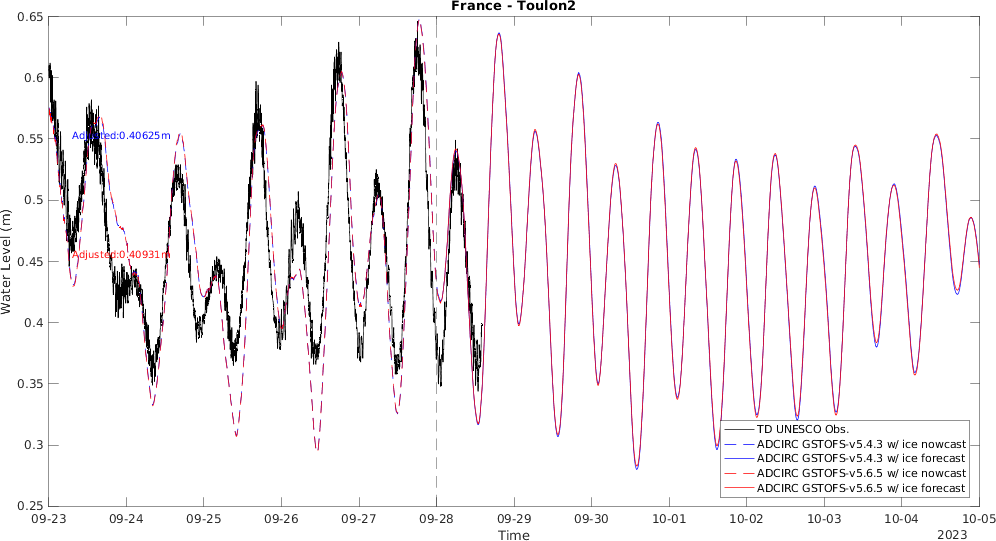 France - Toulon2
0.65
0.6
0.55
0.5
0.45
0.4
0.35
0.3
0.25
Water Level (m)
Adjusted:0.40625m
Adjusted:0.40931m
TD UNESCO Obs.
ADCIRC GSTOFS-v5.4.3 w/ ice nowcast
ADCIRC GSTOFS-v5.4.3 w/ ice forecast
ADCIRC GSTOFS-v5.6.5 w/ ice nowcast
ADCIRC GSTOFS-v5.6.5 w/ ice forecast
09-23 09-24 09-25 09-26 09-27 09-28 09-29 09-30 10-01 10-02 10-03 10-04 10-05
Time
2023